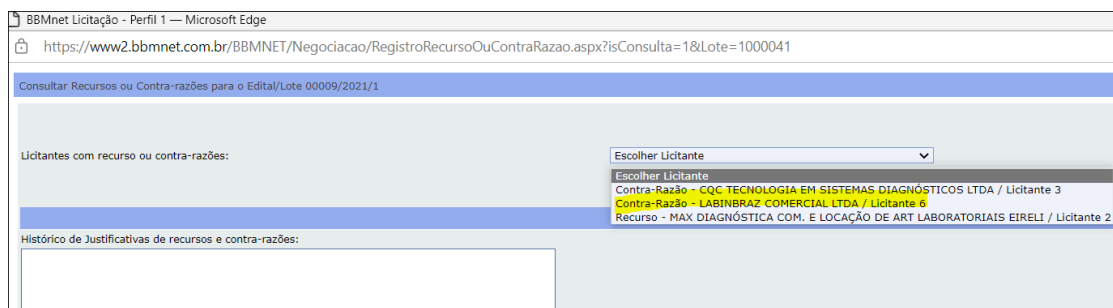 BBMnet Licitação - Perfil 1 — Microsoft Edge
https://www2.bbmnet.com.br/BBMNET/Negociacao/RegistroRecursoOuContraRazao.aspx?isConsulta=1&Lote=1000041
Consultar Recursos ou Contra-razões para o Edital/Lote 00009/2021/1
Licitantes com recurso ou contra-razões:
Escolher Licitante
Escolher Licitante
Contra-Razão - CQC TECNOLOGIA EM SISTEMAS DIAGNÓSTICOS LTDA / Licitante 3
Contra-Razão - LABINBRAZ COMERCIAL LTDA / Licitante 6
Recurso - MAX DIAGNÓSTICA COM. E LOCAÇÃO DE ART LABORATORIAIS EIRELI / Licitante 2
Histórico de Justificativas de recursos e contra-razões: